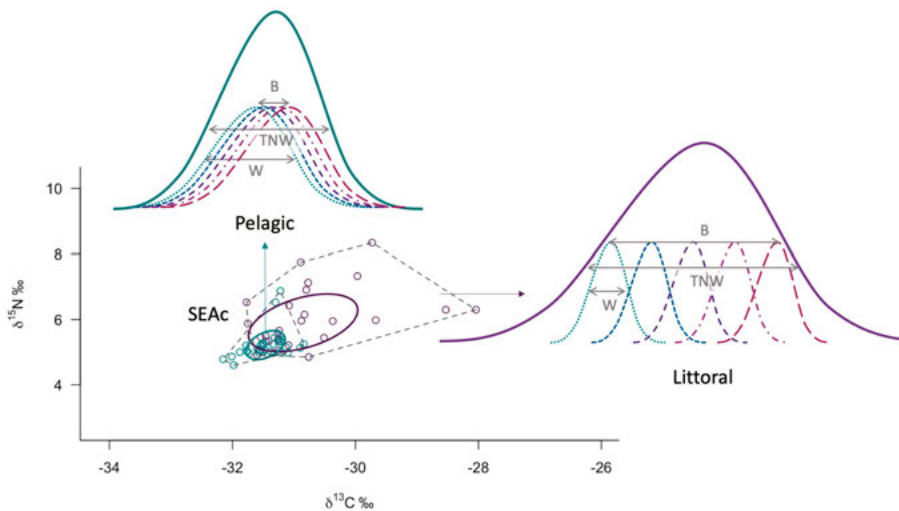 B
TNW
W
Pelagic
B
TNW
W
Littoral
SEAc
10
8
6
4
δ¹⁵N ‰
-34
-32
-30
-28
-26
δ¹³C ‰